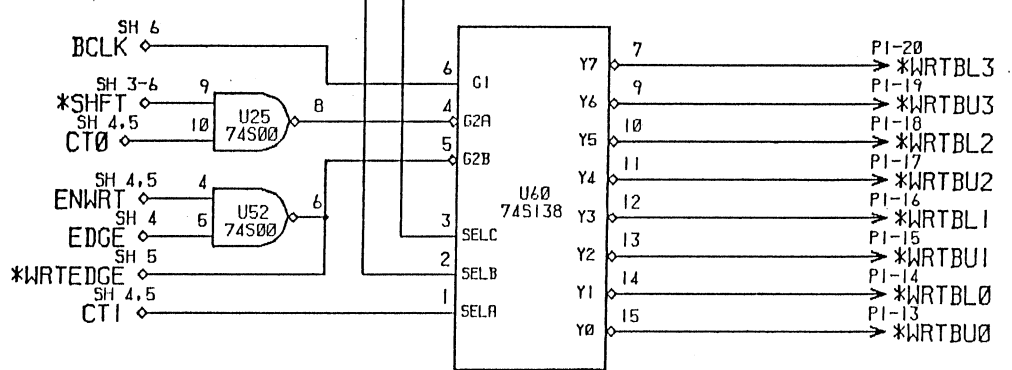 SH 6
BCLK
SH 3-6
*SHFT
9
U25
74S00
8
SH 4,5
CT0
10
SH 4,5
ENWRT
4
U52
74S00
6
SH 4
EDGE
5
SH 5
*WRTEDGE
SH 4,5
CT1
6
G1
4
G2A
5
G2B
3
SELC
2
SELB
1
SELA
U60
74S138
Y7
7
P1-20
*WRTBL3
Y6
9
P1-19
*WRTBU3
Y5
10
P1-18
*WRTBL2
Y4
11
P1-17
*WRTBU2
Y3
12
P1-16
*WRTBL1
Y2
13
P1-15
*WRTBU1
Y1
14
P1-14
*WRTBL0
Y0
15
P1-13
*WRTBU0